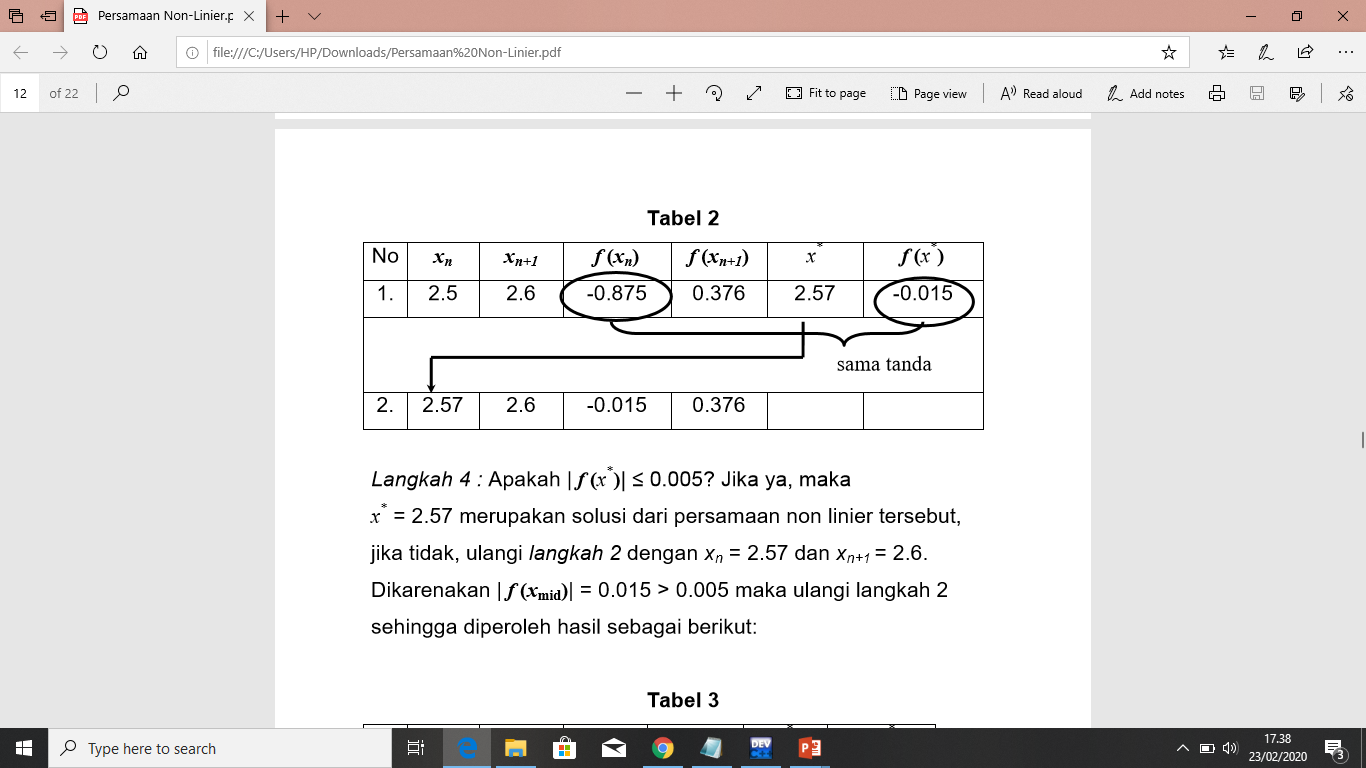 Persamaan Non-Linier.p
file:///C:/Users/HP/Downloads/Persamaan%20Non-Linier.pdf
12 of 22 Fit to page Page view Read aloud Add notes
Tabel 2
No xn xn+1 f (xn) f (xn+1) x* f (x*)
1. 2.5 2.6 -0.875 0.376 2.57 -0.015
sama tanda
2. 2.57 2.6 -0.015 0.376
Langkah 4 : Apakah | f (x*)| ≤ 0.005? Jika ya, maka
x* = 2.57 merupakan solusi dari persamaan non linier tersebut,
jika tidak, ulangi langkah 2 dengan xn = 2.57 dan xn+1 = 2.6.
Dikarenakan | f (xmid)| = 0.015 > 0.005 maka ulangi langkah 2
sehingga diperoleh hasil sebagai berikut:
Tabel 3
Type here to search
DEV
17.38
23/02/2020
3